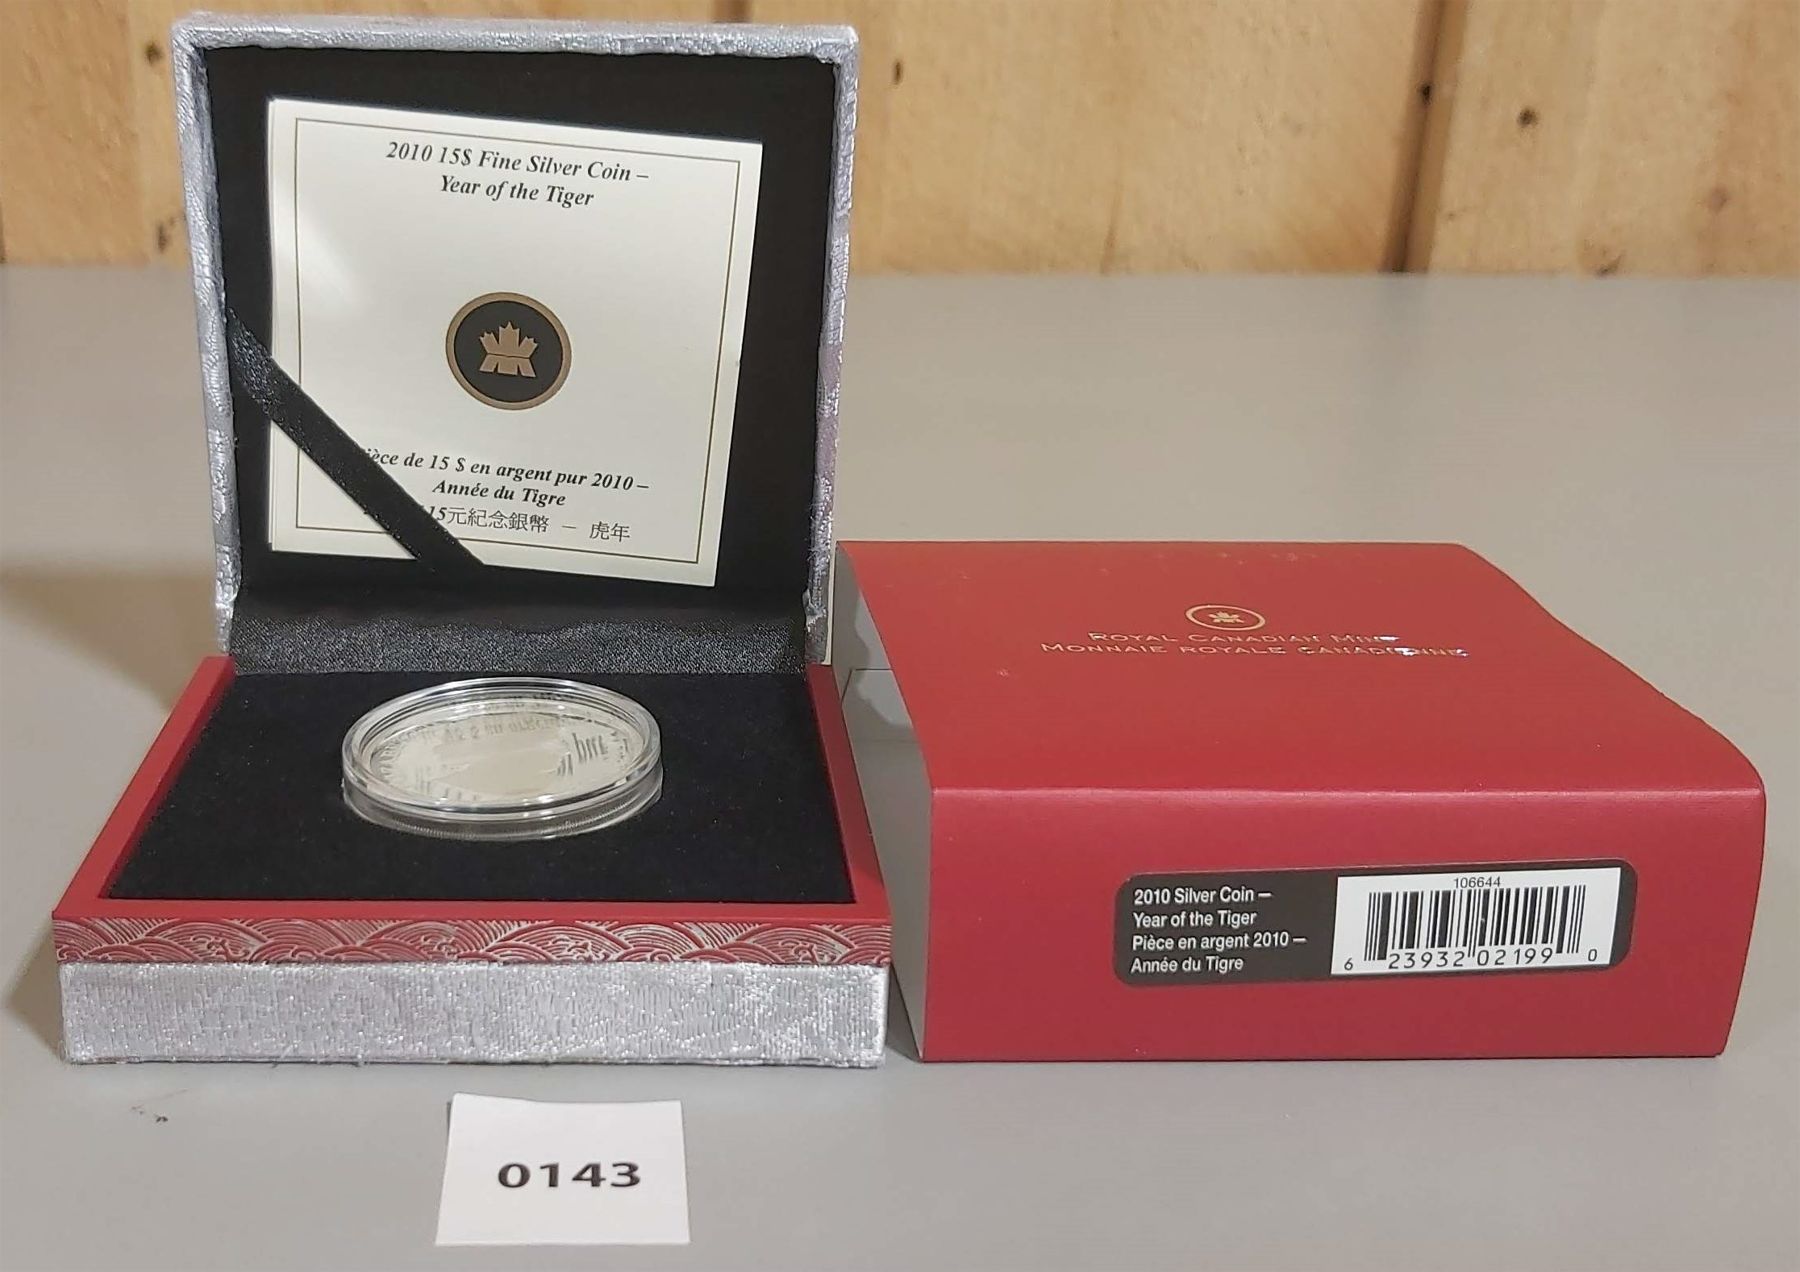 2010 15$ Fine Silver Coin –
Year of the Tiger
de 15 $ en argent pur 2010 –
Année du Tigre
15元紀念銀幣 – 虎年
ROYAL CANADIAN MINT
MONNAIE ROYALE CANADIENNE
2010 Silver Coin –
Year of the Tiger
Pièce en argent 2010 –
Année du Tigre
106644
6 23932 02199 0
0143